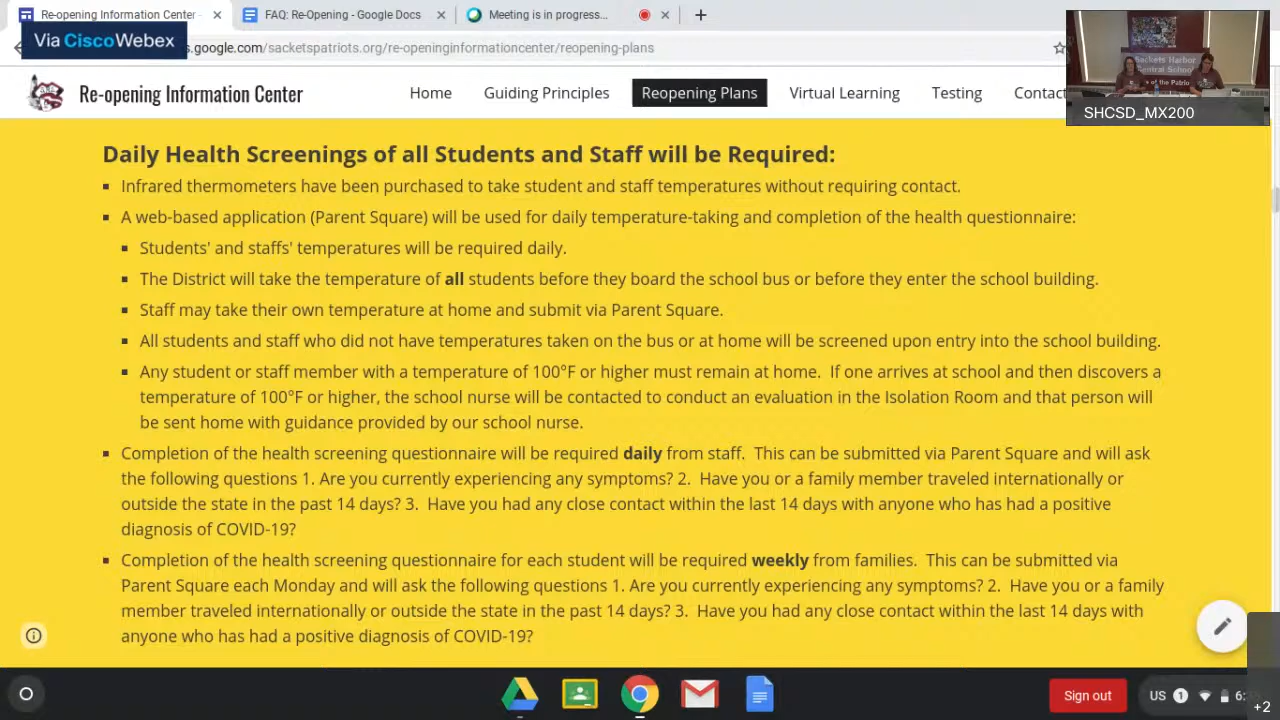 Re-opening Information Center
FAQ: Re-Opening - Google Docs
Meeting is in progress...
Via CiscoWebex
s.google.com/sacketspatriots.org/re-openinginformationcenter/reopening-plans
Re-opening Information Center
Guiding Principles
Reopening Plans
Virtual Learning
Testing
Contact
Sackets Harbor
Central School
of the Patriots
SHCSD_MX200
Daily Health Screenings of all Students and Staff will be Required:
Infrared thermometers have been purchased to take student and staff temperatures without requiring contact.
A web-based application (Parent Square) will be used for daily temperature-taking and completion of the health questionnaire:
Students' and staffs' temperatures will be required daily.
The District will take the temperature of all students before they board the school bus or before they enter the school building.
Staff may take their own temperature at home and submit via Parent Square.
All students and staff who did not have temperatures taken on the bus or at home will be screened upon entry into the school building.
Any student or staff member with a temperature of 100°F or higher must remain at home. If one arrives at school and then discovers a
temperature of 100°F or higher, the school nurse will be contacted to conduct an evaluation in the Isolation Room and that person will
be sent home with guidance provided by our school nurse.
Completion of the health screening questionnaire will be required daily from staff. This can be submitted via Parent Square and will ask
the following questions 1. Are you currently experiencing any symptoms? 2. Have you or a family member traveled internationally or
outside the state in the past 14 days? 3. Have you had any close contact within the last 14 days with anyone who has had a positive
diagnosis of COVID-19?
Completion of the health screening questionnaire for each student will be required weekly from families. This can be submitted via
Parent Square each Monday and will ask the following questions 1. Are you currently experiencing any symptoms? 2. Have you or a family
member traveled internationally or outside the state in the past 14 days? 3. Have you had any close contact within the last 14 days with
anyone who has had a positive diagnosis of COVID-19?
Sign out
US 1
+2